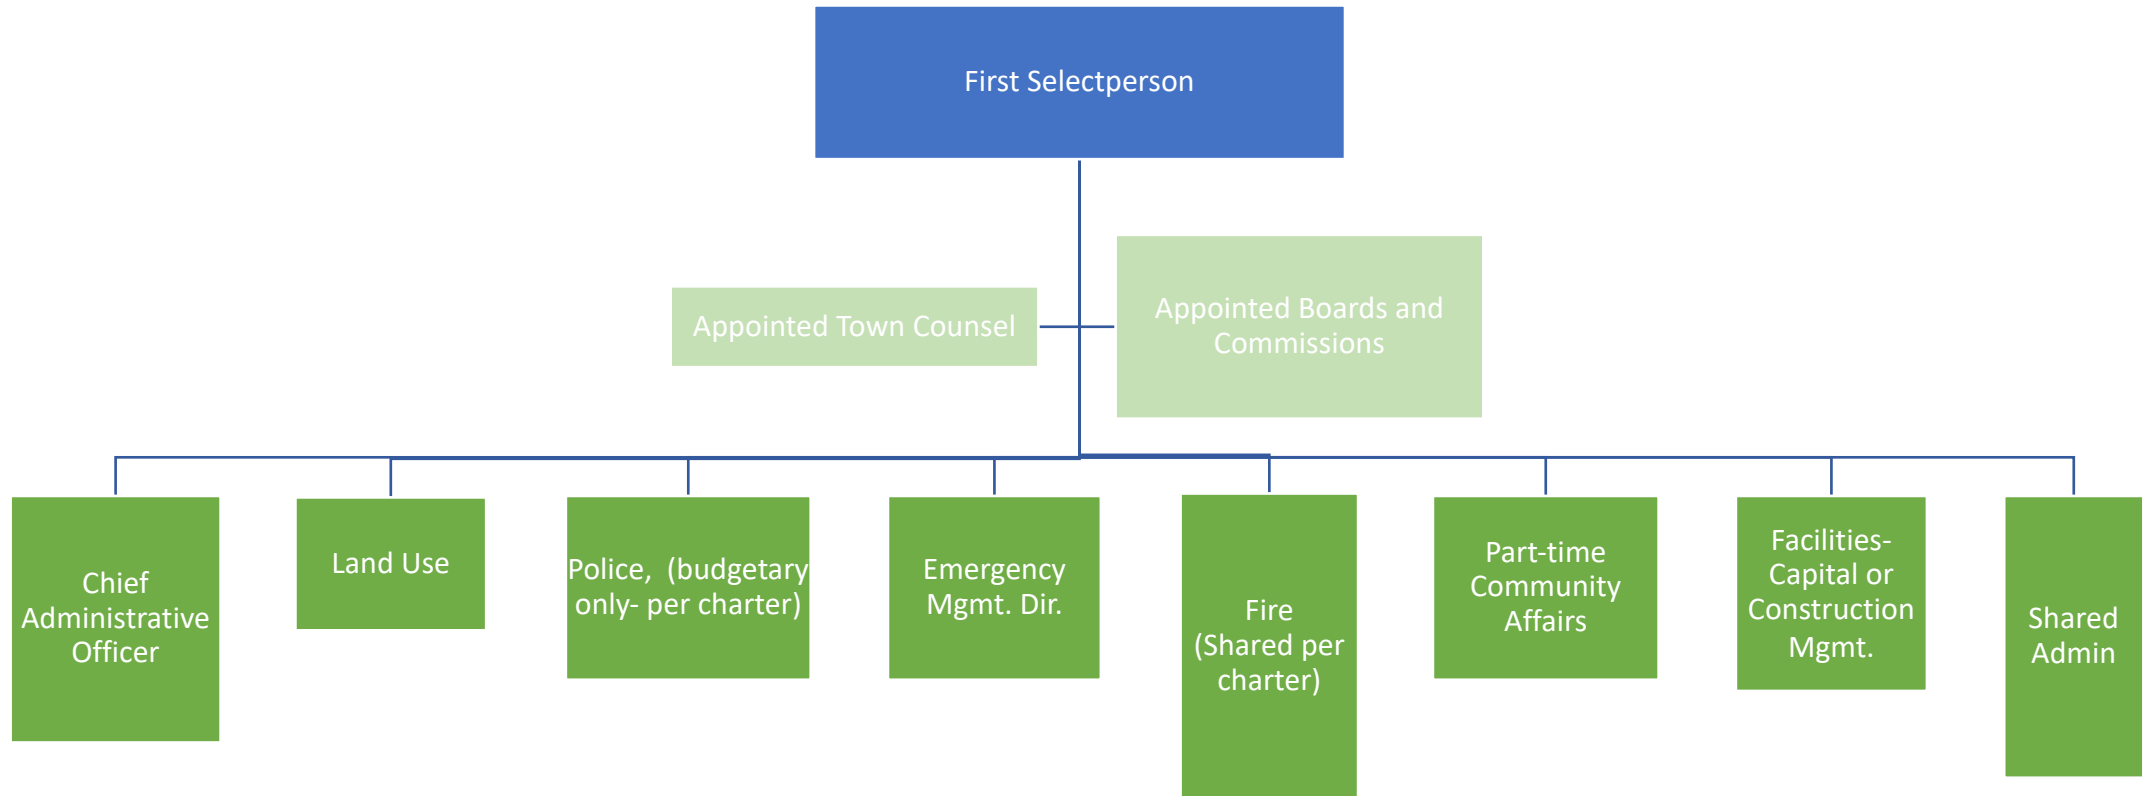 First Selectperson
Appointed Town Counsel
Appointed Boards and
Commissions
Chief
Administrative
Officer
Land Use
Police,  (budgetary
only- per charter)
Emergency
Mgmt. Dir.
Fire
(Shared per
charter)
Part-time
Community
Affairs
Facilities-
Capital or
Construction
Mgmt.
Shared
Admin